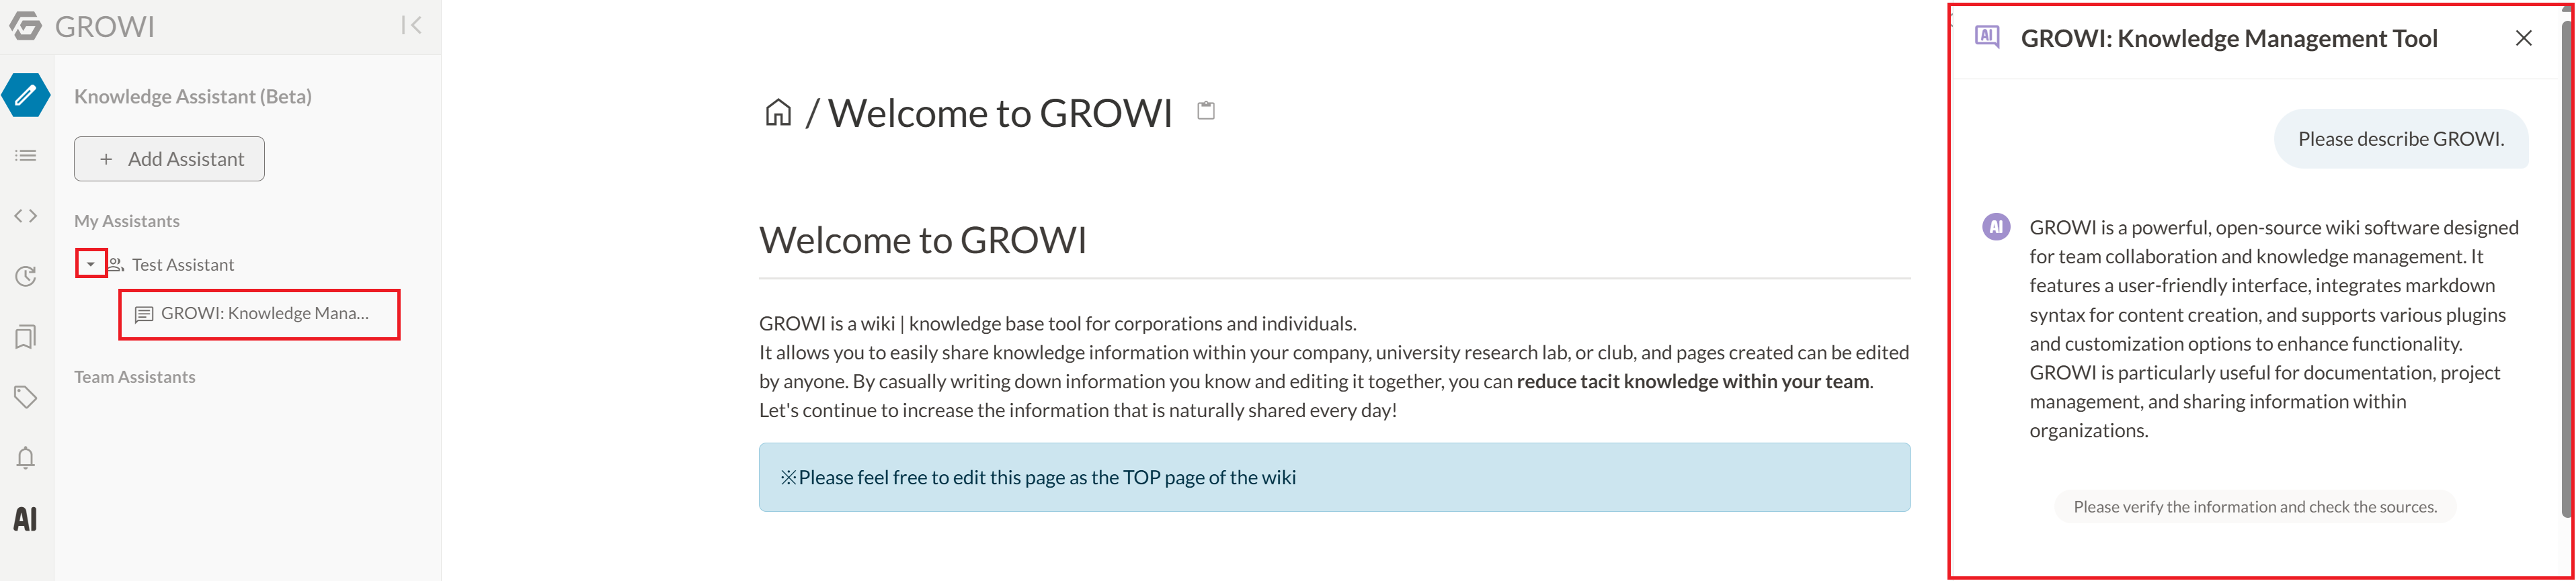 GROWI
Knowledge Assistant (Beta)
+ Add Assistant
My Assistants
Test Assistant
GROWI: Knowledge Mana...
Team Assistants
AI
/ Welcome to GROWI
Welcome to GROWI
GROWI is a wiki | knowledge base tool for corporations and individuals.
It allows you to easily share knowledge information within your company, university research lab, or club, and pages created can be edited
by anyone. By casually writing down information you know and editing it together, you can reduce tacit knowledge within your team.
Let's continue to increase the information that is naturally shared every day!
※Please feel free to edit this page as the TOP page of the wiki
AI GROWI: Knowledge Management Tool
Please describe GROWI.
AI
GROWI is a powerful, open-source wiki software designed
for team collaboration and knowledge management. It
features a user-friendly interface, integrates markdown
syntax for content creation, and supports various plugins
and customization options to enhance functionality.
GROWI is particularly useful for documentation, project
management, and sharing information within
organizations.
Please verify the information and check the sources.